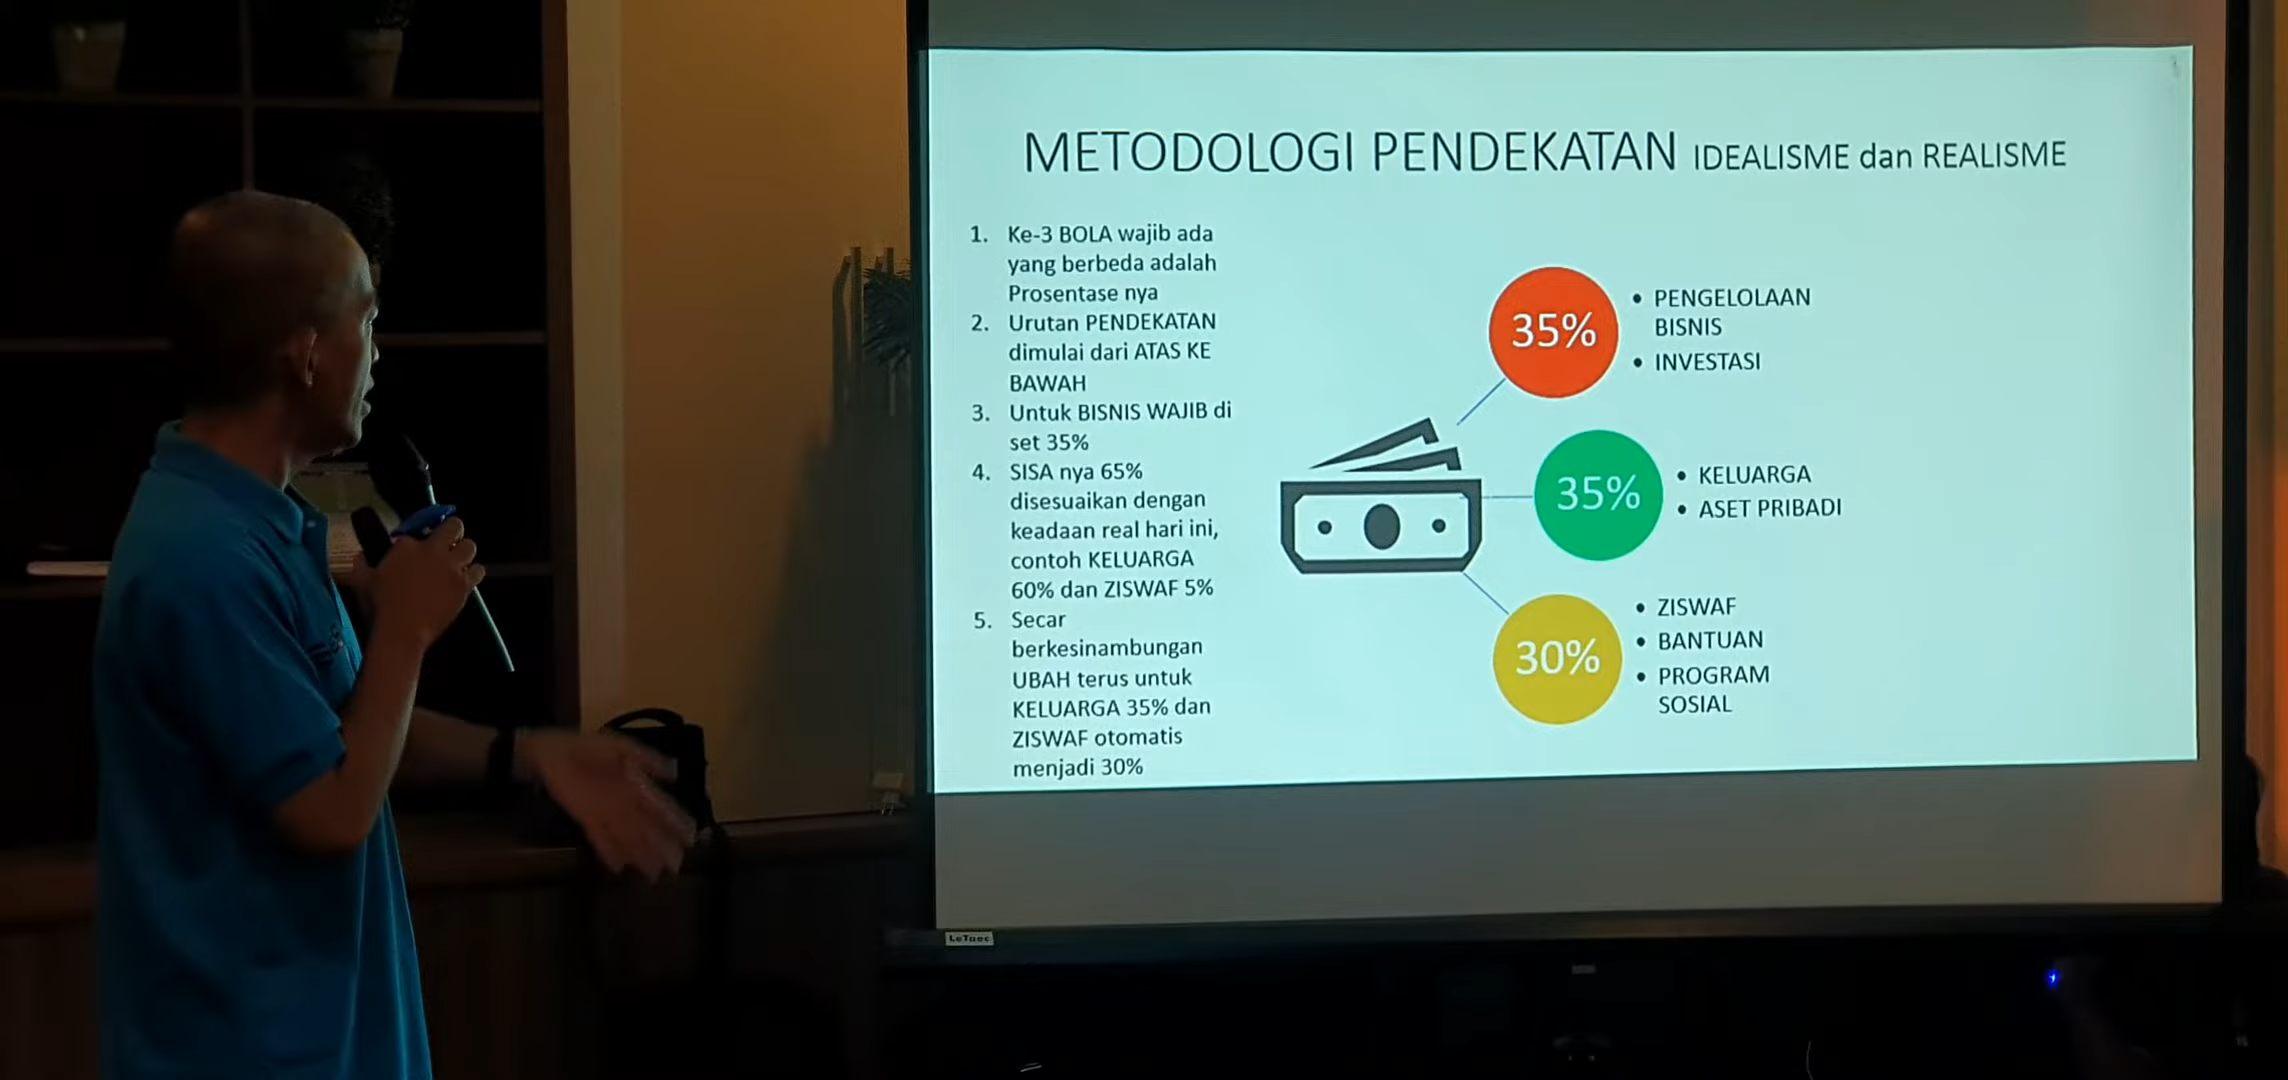 METODOLOGI PENDEKATAN IDEALISME dan REALISME
1. Ke-3 BOLA wajib ada
yang berbeda adalah
Prosentase nya
2. Urutan PENDEKATAN
dimulai dari ATAS KE
BAWAH
3. Untuk BISNIS WAJIB di
set 35%
4. SISA nya 65%
disesuaikan dengan
keadaan real hari ini,
contoh KELUARGA
60% dan ZISWAF 5%
5. Secar
berkesinambungan
UBAH terus untuk
KELUARGA 35% dan
ZISWAF otomatis
menjadi 30%
35%
• PENGELOLAAN
BISNIS
• INVESTASI
35%
• KELUARGA
• ASET PRIBADI
30%
• ZISWAF
• BANTUAN
• PROGRAM
SOSIAL
LeTaec